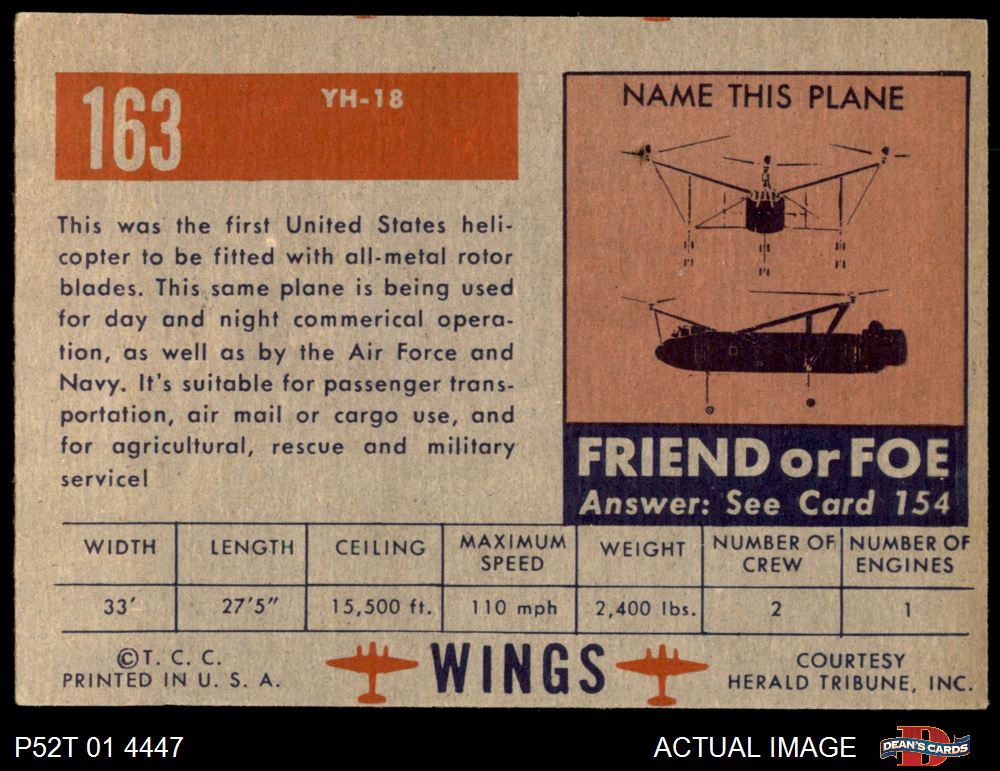 163
YH-18
This was the first United States heli-
copter to be fitted with all-metal rotor
blades. This same plane is being used
for day and night commerical opera-
tion, as well as by the Air Force and
Navy. It's suitable for passenger trans-
portation, air mail or cargo use, and
for agricultural, rescue and military
service!
NAME THIS PLANE
FRIEND or FOE
Answer: See Card 154
WIDTH LENGTH CEILING MAXIMUM SPEED WEIGHT NUMBER OF CREW NUMBER OF ENGINES
33' 27'5" 15,500 ft. 110 mph 2,400 lbs. 2 1
©T. C. C.
PRINTED IN U. S. A.
WINGS
COURTESY
HERALD TRIBUNE, INC.
P52T 01 4447
ACTUAL IMAGE
D
DEAN'S CARDS